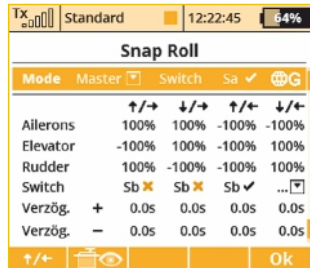 Tx Standard 12:22:45 64%
Snap Roll
Mode Master Switch Sa ✔ G
↑/→ ↓/→ ↑/← ↓/←
Ailerons 100% 100% -100% -100%
Elevator -100% 100% -100% 100%
Rudder 100% -100% -100% 100%
Switch Sb ✖ Sb ✖ Sb ✔ ...
Verzög. + 0.0s 0.0s 0.0s 0.0s
Verzög. − 0.0s 0.0s 0.0s 0.0s
↑/← Ok